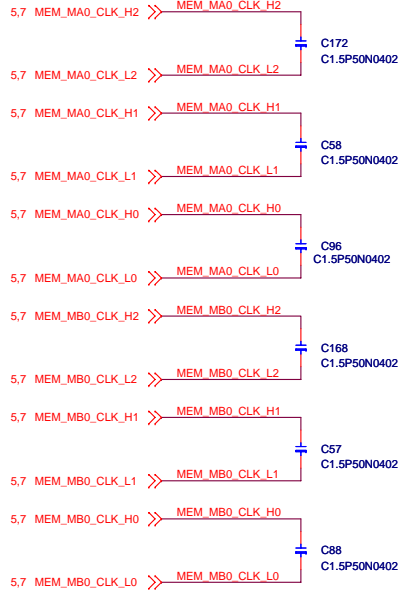 5,7 MEM_MA0_CLK_H2 MEM_MA0_CLK_H2
C172
C1.5P50N0402
5,7 MEM_MA0_CLK_L2 MEM_MA0_CLK_L2
5,7 MEM_MA0_CLK_H1 MEM_MA0_CLK_H1
C58
C1.5P50N0402
5,7 MEM_MA0_CLK_L1 MEM_MA0_CLK_L1
5,7 MEM_MA0_CLK_H0 MEM_MA0_CLK_H0
C96
C1.5P50N0402
5,7 MEM_MA0_CLK_L0 MEM_MA0_CLK_L0
5,7 MEM_MB0_CLK_H2 MEM_MB0_CLK_H2
C168
C1.5P50N0402
5,7 MEM_MB0_CLK_L2 MEM_MB0_CLK_L2
5,7 MEM_MB0_CLK_H1 MEM_MB0_CLK_H1
C57
C1.5P50N0402
5,7 MEM_MB0_CLK_L1 MEM_MB0_CLK_L1
5,7 MEM_MB0_CLK_H0 MEM_MB0_CLK_H0
C88
C1.5P50N0402
5,7 MEM_MB0_CLK_L0 MEM_MB0_CLK_L0